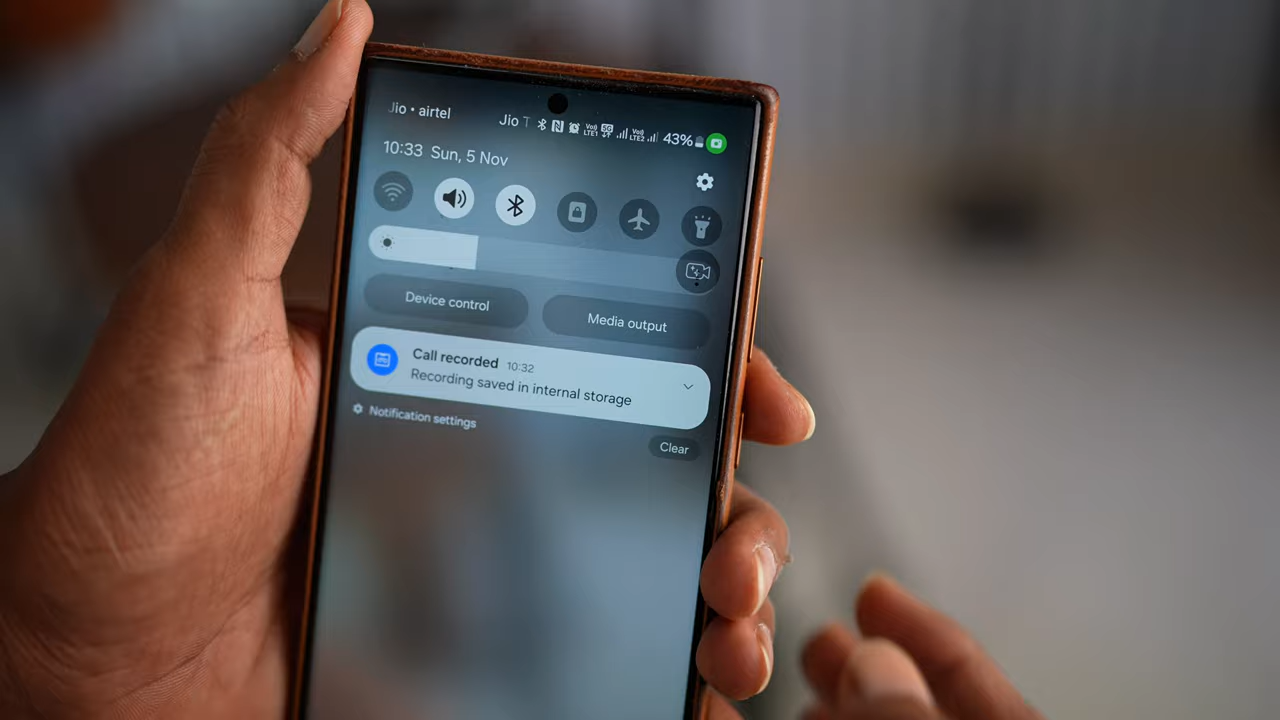 Jio • airtel
Jio T 43%
10:33 Sun, 5 Nov
Device control
Media output
Call recorded 10:32
Recording saved in internal storage
Notification settings
Clear